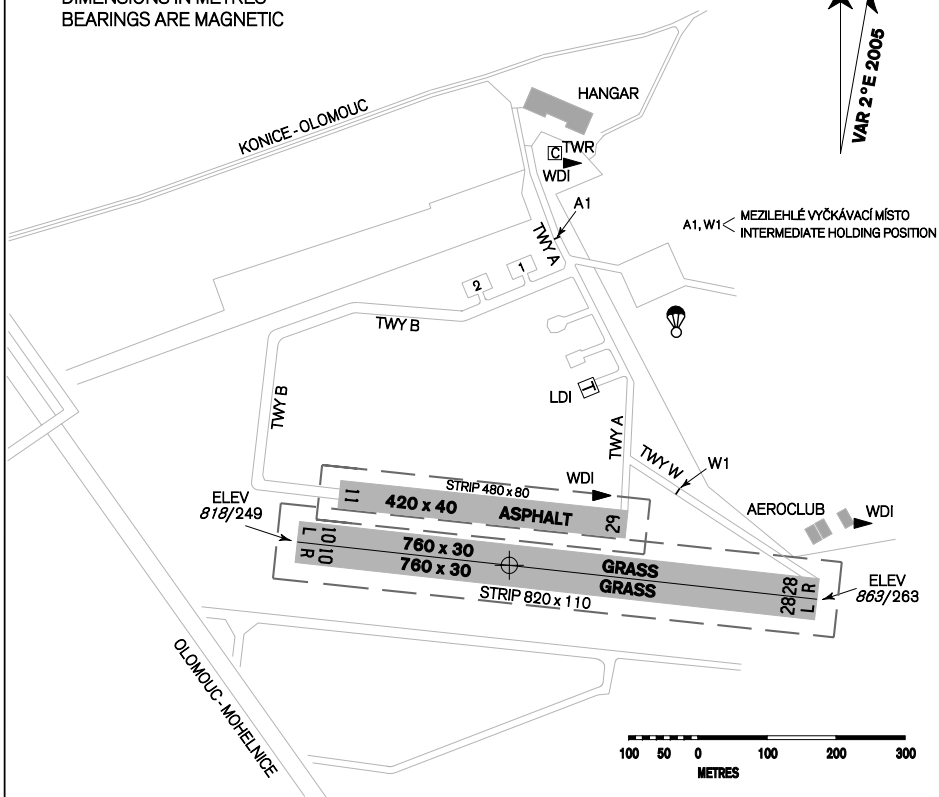 DIMENSIONS IN METRES
BEARINGS ARE MAGNETIC
VAR 2°E 2005
HANGAR
KONICE-OLOMOUC
C
TWR
WDI
A1
A1, W1
MEZILEHLÉ VYČKÁVACÍ MÍSTO
INTERMEDIATE HOLDING POSITION
TWY A
1
2
TWY B
TWY B
LDI
T
TWY A
TWY W
W1
WDI
STRIP 480 x 80
11
420 x 40
ASPHALT
29
AEROCLUB
WDI
ELEV
818/249
10 L
10 R
760 x 30
GRASS
760 x 30
GRASS
28 R
28 L
ELEV
863/263
STRIP 820 x 110
OLOMOUC-MOHELNICE
100 50 0 100 200 300
METRES